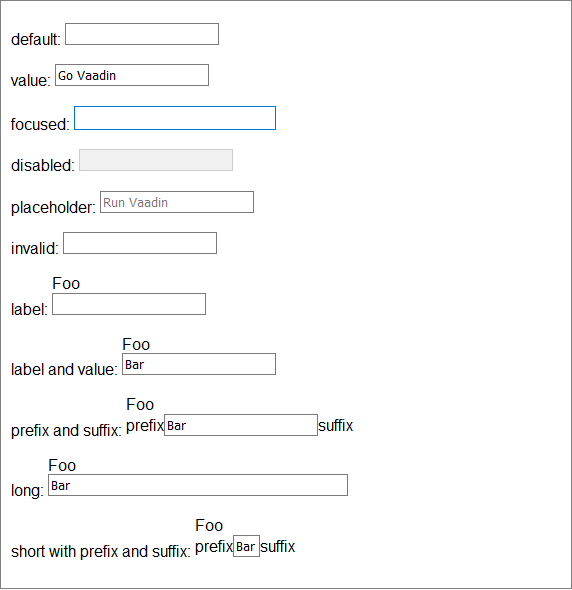 default:
value: Go Vaadin
focused:
disabled:
placeholder: Run Vaadin
invalid:
Foo
label:
Foo
label and value: Bar
Foo
prefix and suffix: prefix Bar suffix
Foo
long: Bar
Foo
short with prefix and suffix: prefix Bar suffix